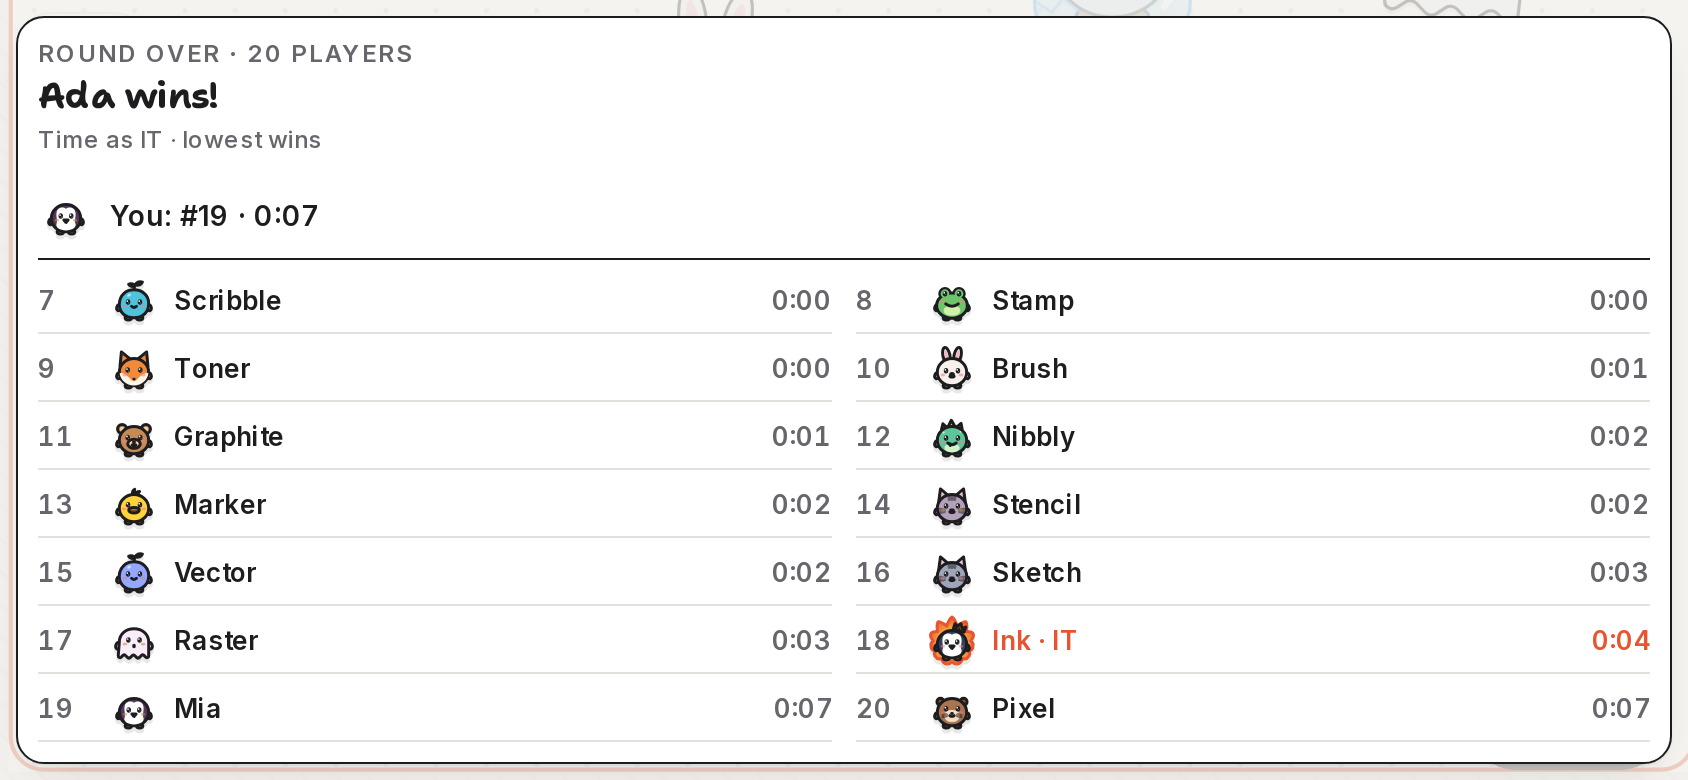 ROUND OVER · 20 PLAYERS
Ada wins!
Time as IT · lowest wins
You: #19 · 0:07
7 Scribble 0:00 8 Stamp 0:00
9 Toner 0:00 10 Brush 0:01
11 Graphite 0:01 12 Nibbly 0:02
13 Marker 0:02 14 Stencil 0:02
15 Vector 0:02 16 Sketch 0:03
17 Raster 0:03 18 Ink · IT 0:04
19 Mia 0:07 20 Pixel 0:07